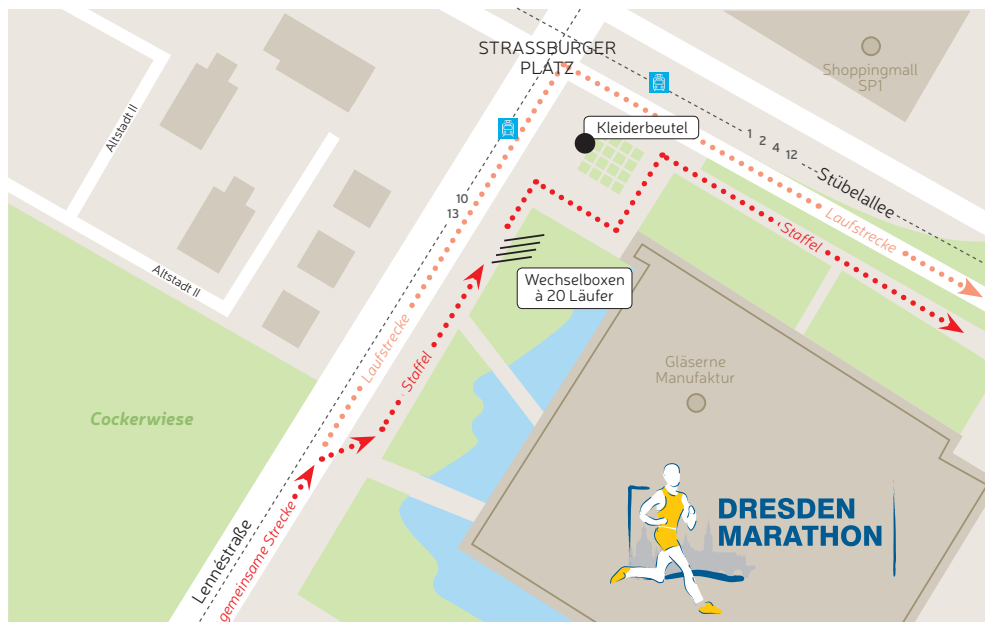 STRASSBURGER
PLATZ
Shoppingmall
SP1
Kleiderbeutel
1
2
4
12
Altstadt II
Stübelallee
10
13
Laufstrecke
Staffel
Altstadt II
Wechselboxen
à 20 Läufer
Laufstrecke
Staffel
Gläserne
Manufaktur
Cockerwiese
Lennéstraße
gemeinsame Strecke
DRESDEN
MARATHON